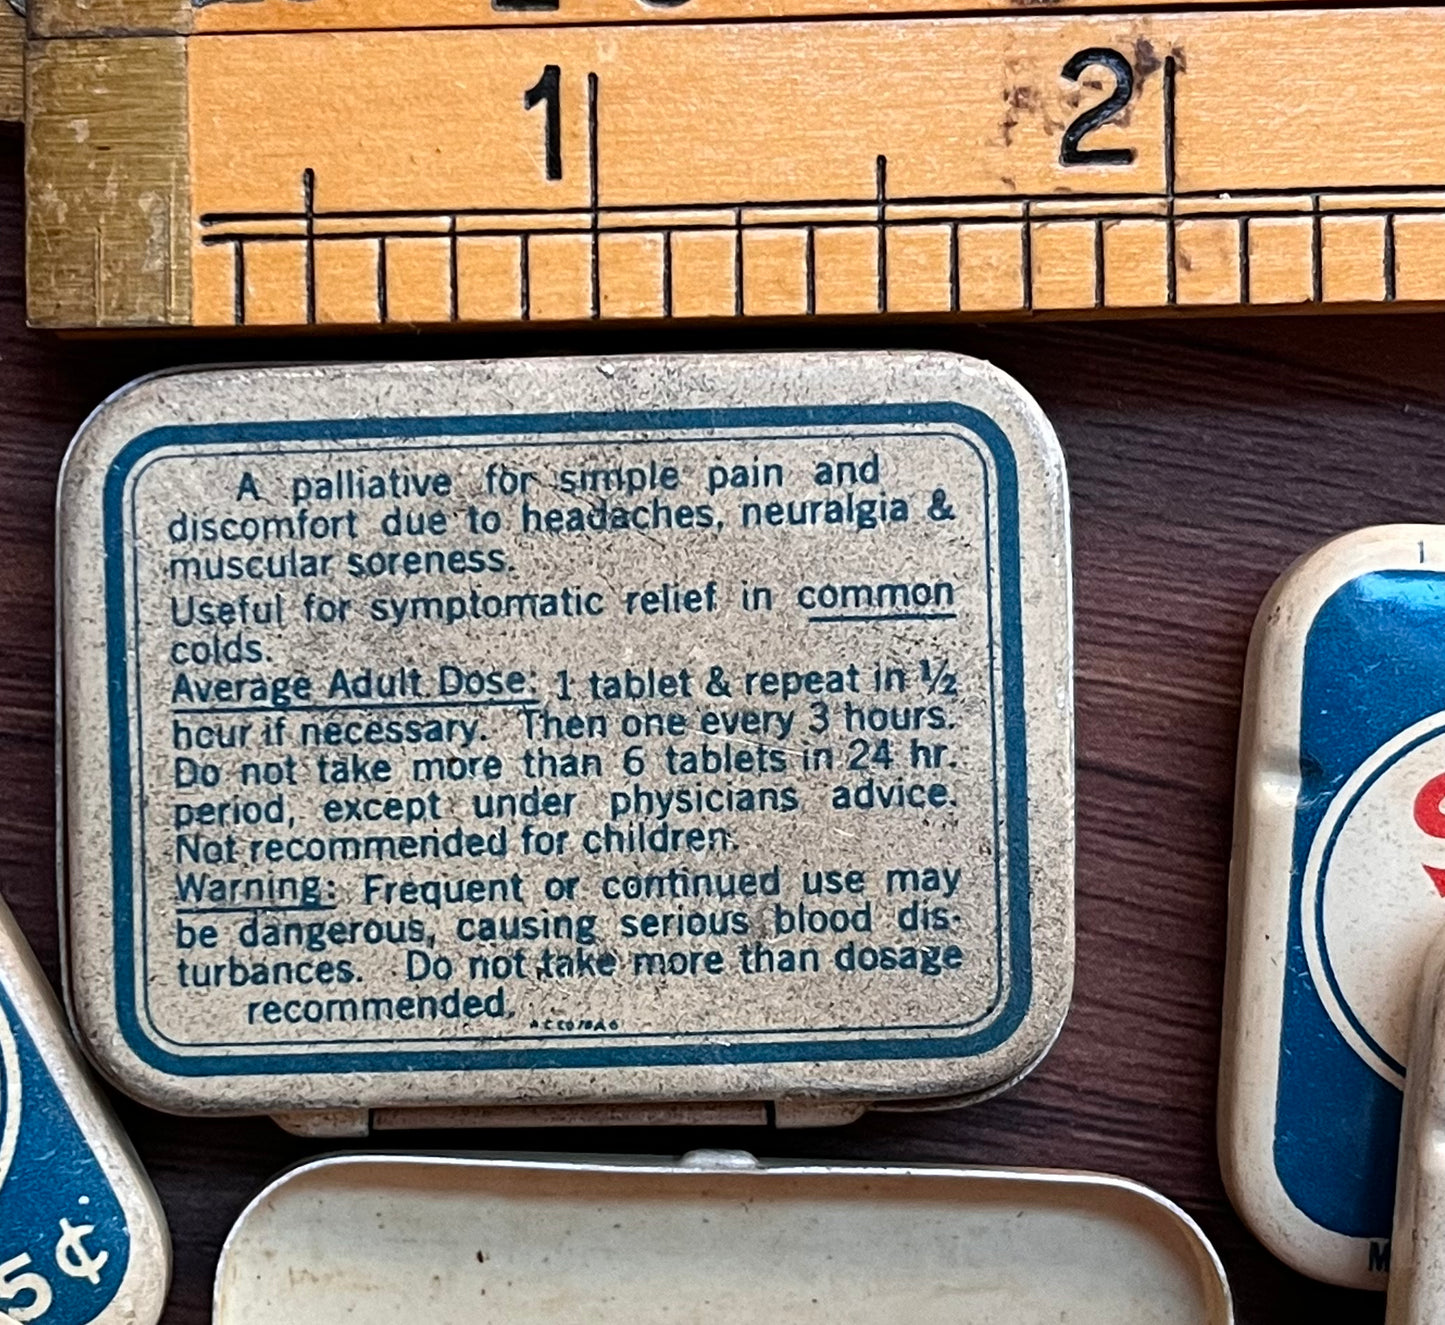 1 2
A palliative for simple pain and
discomfort due to headaches, neuralgia &
muscular soreness.
Useful for symptomatic relief in common
colds.
Average Adult Dose: 1 tablet & repeat in ½
hour if necessary. Then one every 3 hours.
Do not take more than 6 tablets in 24 hr.
period, except under physicians advice.
Not recommended for children.
Warning: Frequent or continued use may
be dangerous, causing serious blood dis-
turbances. Do not take more than dosage
recommended.
1
S
5¢
M